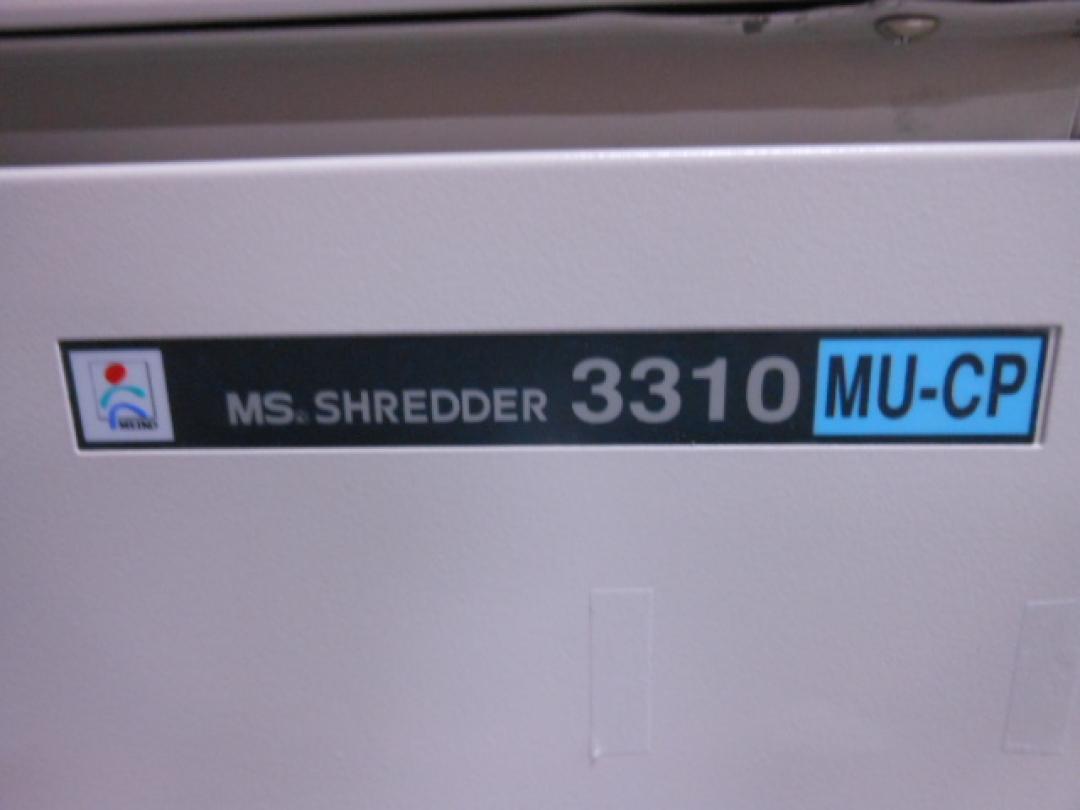 MS. SHREDDER 3310 MU-CP